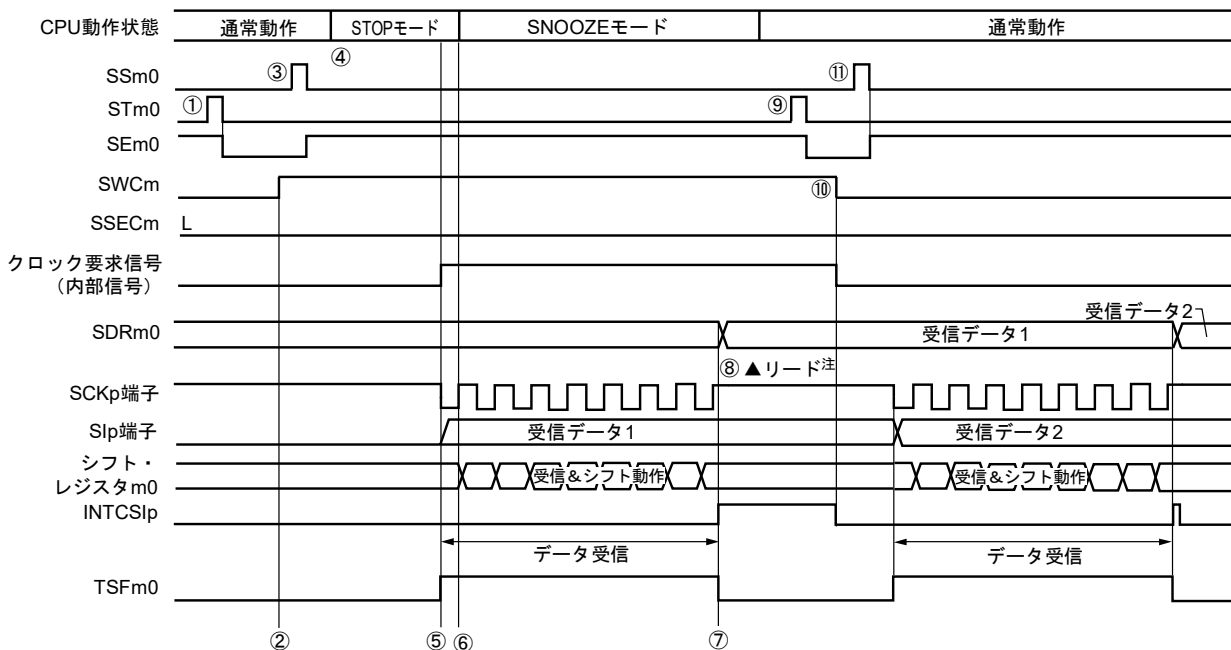 CPU動作状態 通常動作 STOPモード SNOOZEモード 通常動作
④
SSm0 ③ ⑪
STm0 ① ⑨
SEm0
SWCm ⑩
SSECm L
クロック要求信号
(内部信号)
受信データ2
SDRm0 受信データ1
⑧ ▲リード注
SCKp端子
SIp端子 受信データ1 受信データ2
シフト・
レジスタm0 受信&シフト動作 受信&シフト動作
INTCSIp
データ受信 データ受信
TSFm0
② ⑤ ⑥ ⑦